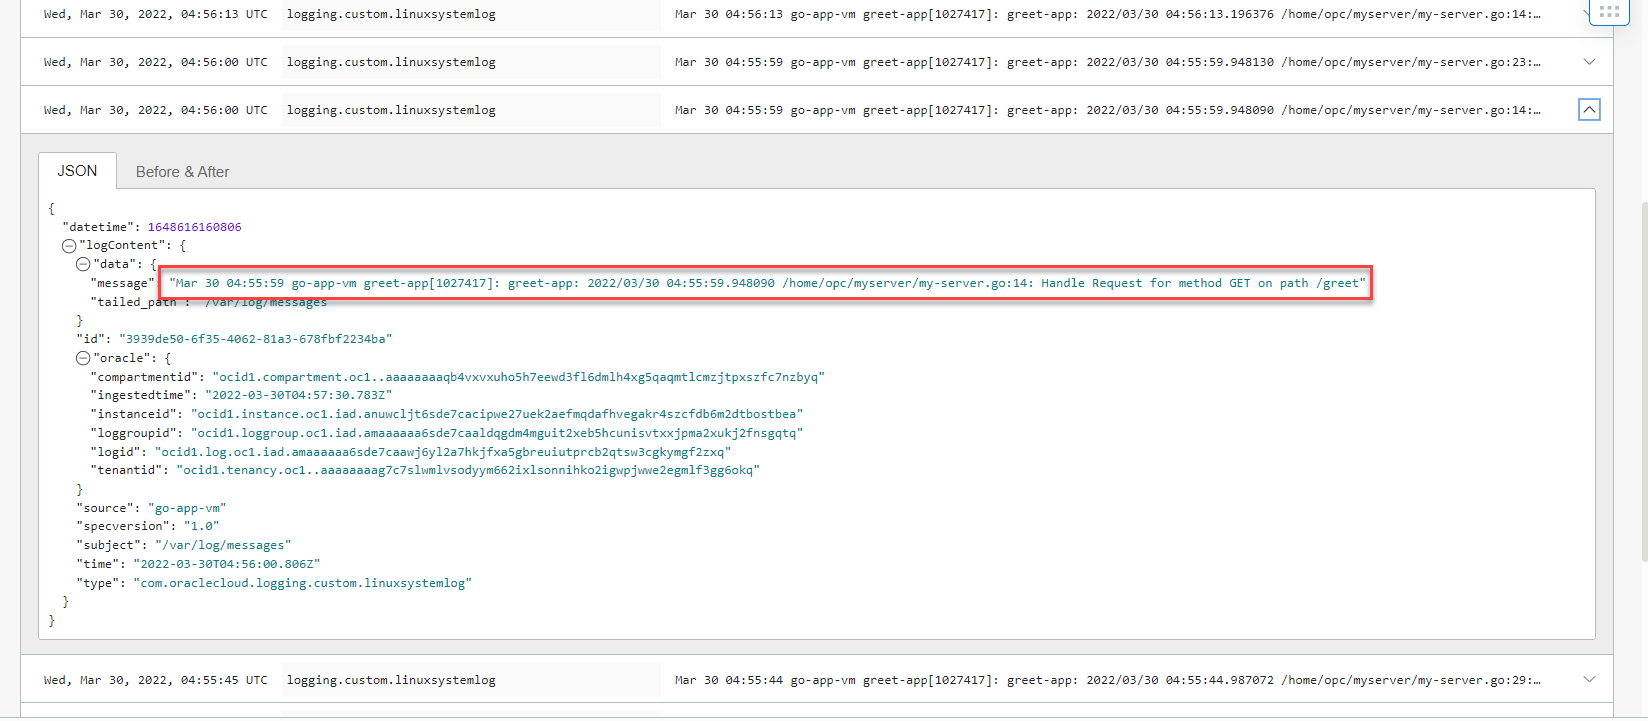 Wed, Mar 30, 2022, 04:56:13 UTC logging.custom.linuxsystemlog Mar 30 04:56:13 go-app-vm greet-app[1027417]: greet-app: 2022/03/30 04:56:13.196376 /home/opc/myserver/my-server.go:14:…
Wed, Mar 30, 2022, 04:56:00 UTC logging.custom.linuxsystemlog Mar 30 04:55:59 go-app-vm greet-app[1027417]: greet-app: 2022/03/30 04:55:59.948130 /home/opc/myserver/my-server.go:23:…
Wed, Mar 30, 2022, 04:56:00 UTC logging.custom.linuxsystemlog Mar 30 04:55:59 go-app-vm greet-app[1027417]: greet-app: 2022/03/30 04:55:59.948090 /home/opc/myserver/my-server.go:14:…
JSON Before & After
{
"datetime": 1648616160806
"logContent": {
"data": {
"message": "Mar 30 04:55:59 go-app-vm greet-app[1027417]: greet-app: 2022/03/30 04:55:59.948090 /home/opc/myserver/my-server.go:14: Handle Request for method GET on path /greet"
"tailed_path": "/var/log/messages
}
"id": "3939de50-6f35-4062-81a3-678fbf2234ba"
"oracle": {
"compartmentid": "ocid1.compartment.oc1..aaaaaaaaqb4vxvxuho5h7eewd3fl6dmlh4xg5qaqmtlcmzjtpxszfc7nzbyq"
"ingestedtime": "2022-03-30T04:57:30.783Z"
"instanceid": "ocid1.instance.oc1.iad.anuwcljt6sde7cacipwe27uek2aefmqdafhvegakr4szcfdb6m2dtbostbea"
"loggroupid": "ocid1.loggroup.oc1.iad.amaaaaaa6sde7caaldqgdm4mguit2xeb5hcunisvtxxjpma2xukj2fnsgqtq"
"logid": "ocid1.log.oc1.iad.amaaaaaa6sde7caawj6yl2a7hkjfxa5gbreuiutprcb2qtsw3cgkymgf2zxq"
"tenantid": "ocid1.tenancy.oc1..aaaaaaaag7c7slwmlvsodyym662ixlsonnihko2igwpjwwe2egmlf3gg6okq"
}
"source": "go-app-vm"
"specversion": "1.0"
"subject": "/var/log/messages"
"time": "2022-03-30T04:56:00.806Z"
"type": "com.oraclecloud.logging.custom.linuxsystemlog"
}
}
Wed, Mar 30, 2022, 04:55:45 UTC logging.custom.linuxsystemlog Mar 30 04:55:44 go-app-vm greet-app[1027417]: greet-app: 2022/03/30 04:55:44.987072 /home/opc/myserver/my-server.go:29:…